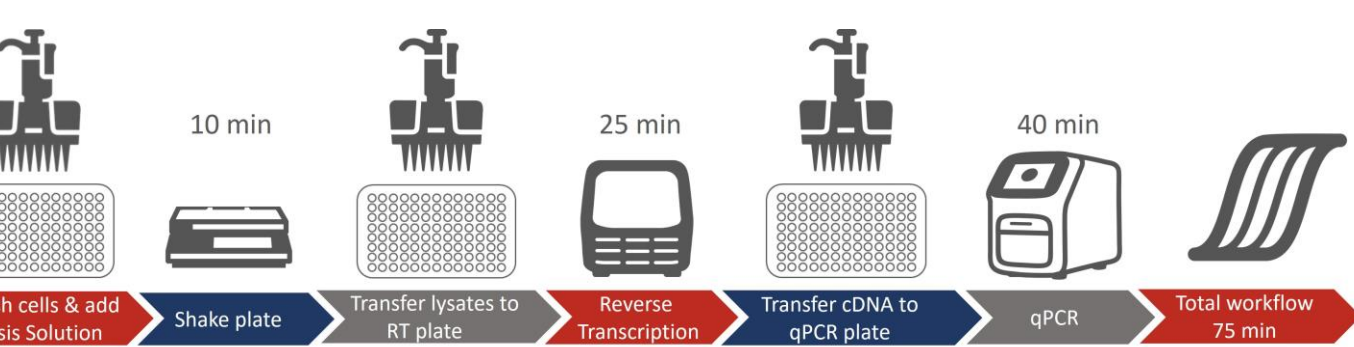 10 min
25 min
40 min
sh cells & add
sis Solution
Shake plate
Transfer lysates to
RT plate
Reverse
Transcription
Transfer cDNA to
qPCR plate
qPCR
Total workflow
75 min